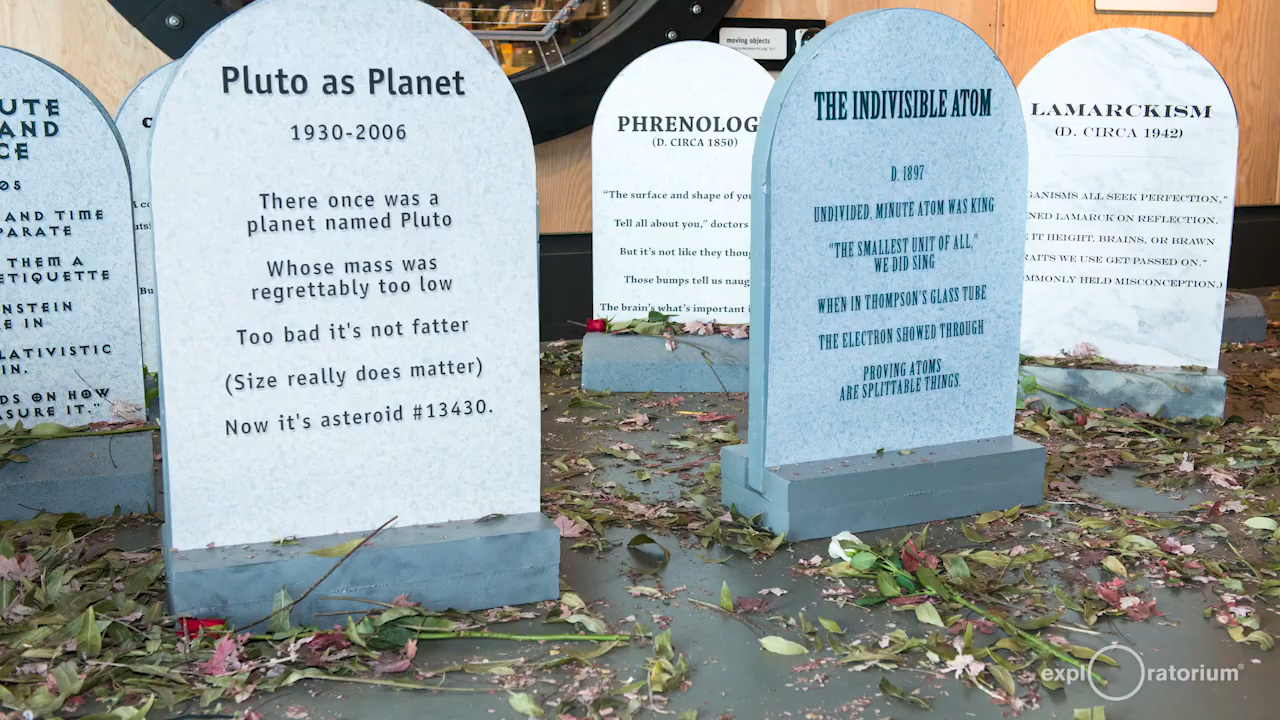 UTE
AND
CE
05
AND TIME
PARATE
THEM A
ETIQUETTE
NSTEIN
E IN
LATIVISTIC
IN.
DS ON HOW
ASURE IT."
Pluto as Planet
1930-2006
There once was a
planet named Pluto
Whose mass was
regrettably too low
Too bad it's not fatter
(Size really does matter)
Now it's asteroid #13430.
moving objects
PHRENOLOG
(D. CIRCA 1850)
"The surface and shape of you
Tell all about you," doctors
But it's not like they thou
Those bumps tell us naug
The brain's what's important i
THE INDIVISIBLE ATOM
D. 1897
UNDIVIDED, MINUTE ATOM WAS KING
"THE SMALLEST UNIT OF ALL,"
WE DID SING
WHEN IN THOMPSON'S GLASS TUBE
THE ELECTRON SHOWED THROUGH
PROVING ATOMS
ARE SPLITTABLE THINGS.
LAMARCKISM
(D. CIRCA 1942)
GANISMS ALL SEEK PERFECTION,"
NED LAMARCK ON REFLECTION.
IT HEIGHT, BRAINS, OR BRAWN
AITS WE USE GET PASSED ON."
MMONLY HELD MISCONCEPTION.)
exploratorium®